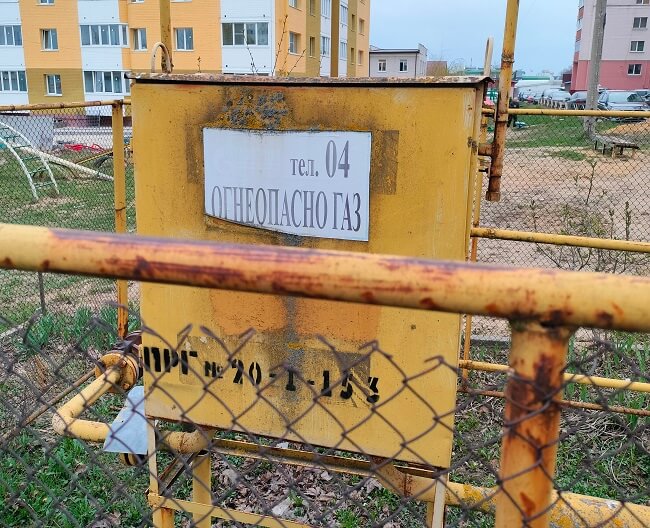 тел. 04
ОГНЕОПАСНО ГАЗ
ПРГ № 20-1-153